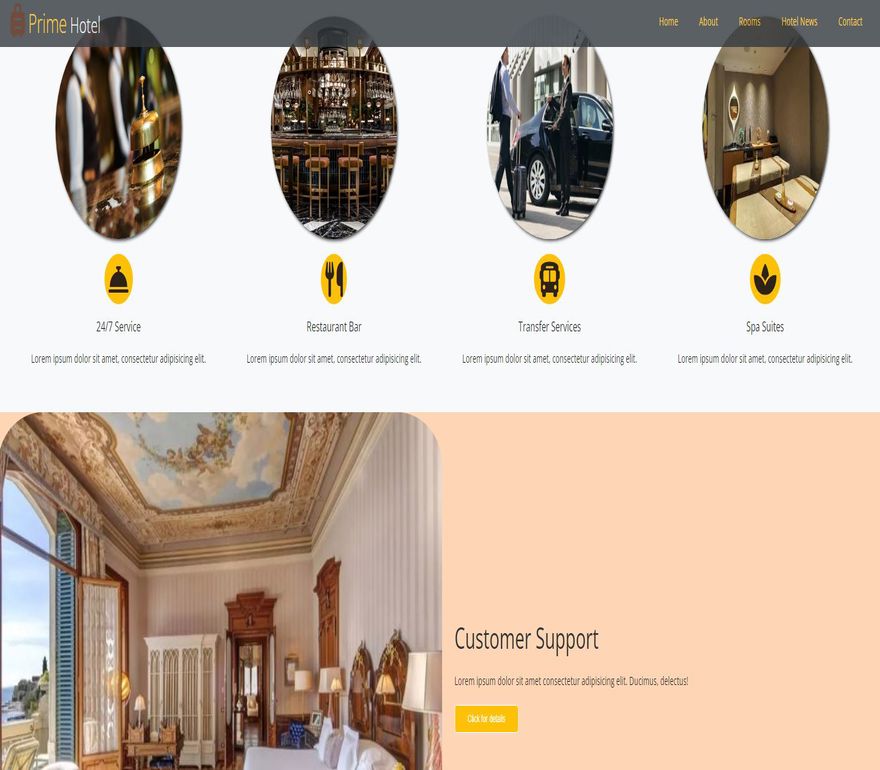 Prime Hotel
Home About Rooms Hotel News Contact
24/7 Service
Lorem ipsum dolor sit amet, consectetur adipisicing elit.
Restaurant Bar
Lorem ipsum dolor sit amet, consectetur adipisicing elit.
Transfer Services
Lorem ipsum dolor sit amet, consectetur adipisicing elit.
Spa Suites
Lorem ipsum dolor sit amet, consectetur adipisicing elit.
Customer Support
Lorem ipsum dolor sit amet consectetur adipisicing elit. Ducimus, delectus!
Click for details